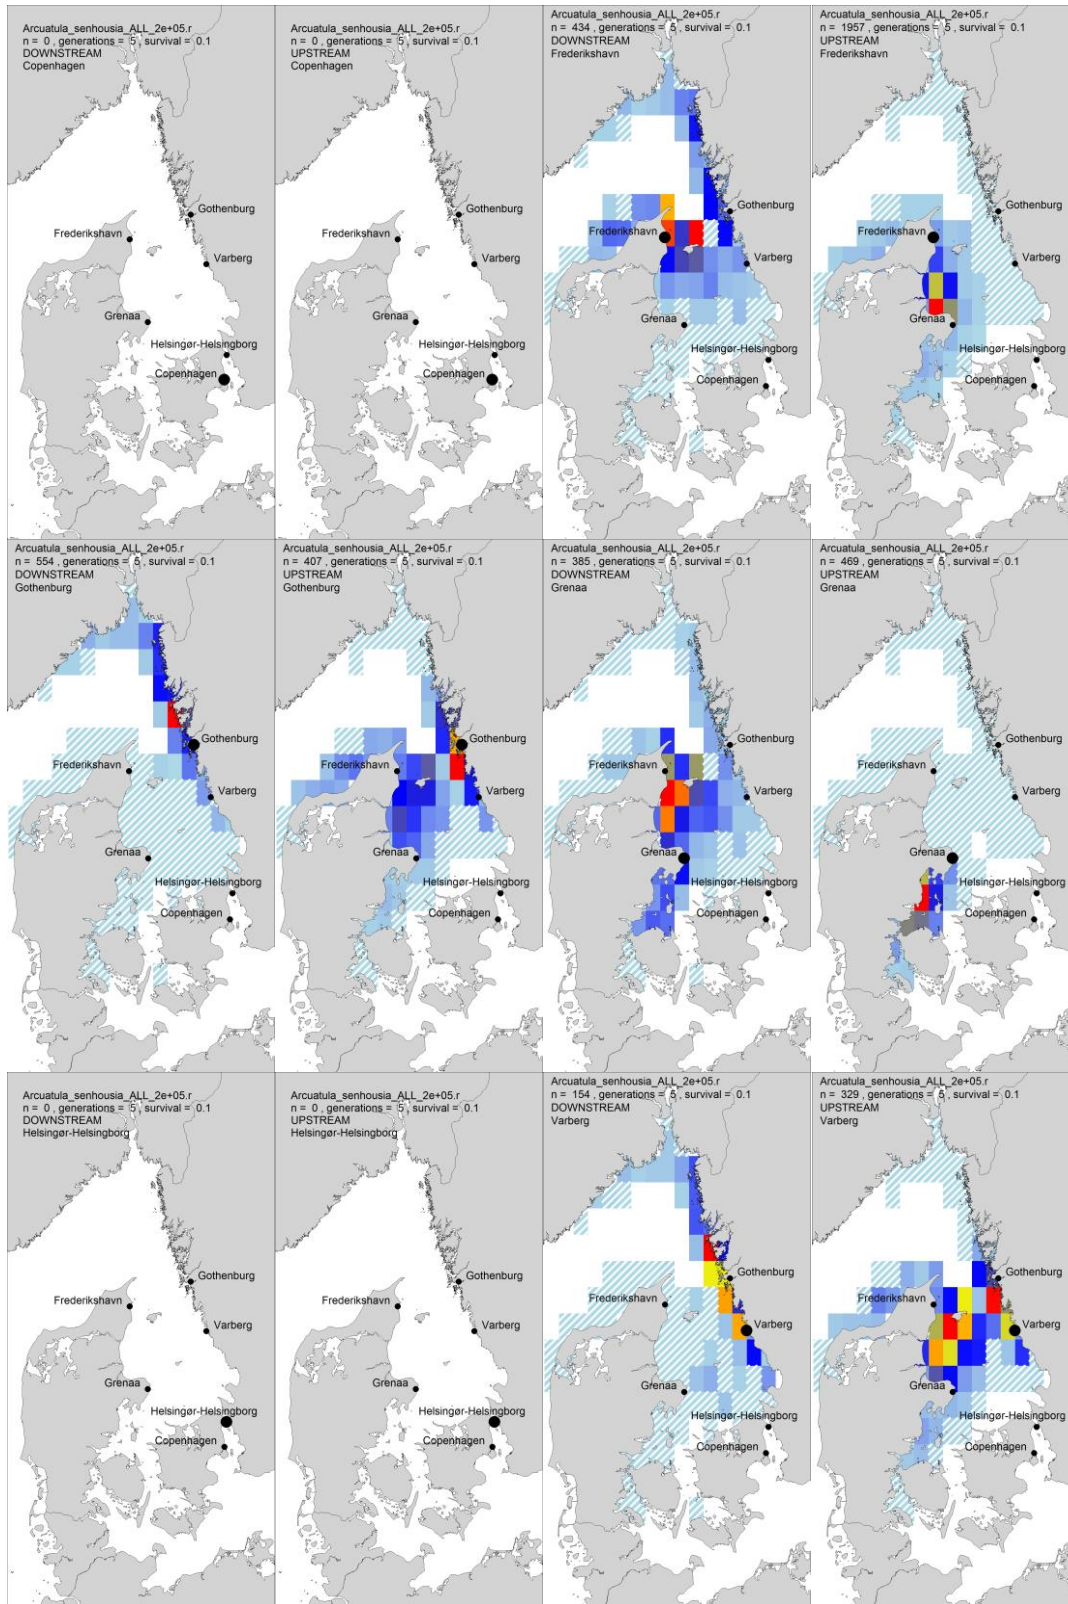 Arcuatula_senhousia_ALL_2e+05.r
n = 0 , generations = 5 , survival = 0.1
DOWNSTREAM
Copenhagen
Gothenburg
Frederikshavn
Varberg
Grenaa
Helsingør-Helsingborg
Copenhagen
Arcuatula_senhousia_ALL_2e+05.r
n = 0 , generations = 5 , survival = 0.1
UPSTREAM
Copenhagen
Gothenburg
Frederikshavn
Varberg
Grenaa
Helsingør-Helsingborg
Copenhagen
Arcuatula_senhousia_ALL_2e+05.r
n = 434 , generations = 5 , survival = 0.1
DOWNSTREAM
Frederikshavn
Gothenburg
Frederikshavn
Varberg
Grenaa
Helsingør-Helsingborg
Copenhagen
Arcuatula_senhousia_ALL_2e+05.r
n = 1957 , generations = 5 , survival = 0.1
UPSTREAM
Frederikshavn
Gothenburg
Frederikshavn
Varberg
Grenaa
Helsingør-Helsingborg
Copenhagen
Arcuatula_senhousia_ALL_2e+05.r
n = 554 , generations = 5 , survival = 0.1
DOWNSTREAM
Gothenburg
Gothenburg
Frederikshavn
Varberg
Grenaa
Helsingør-Helsingborg
Copenhagen
Arcuatula_senhousia_ALL_2e+05.r
n = 407 , generations = 5 , survival = 0.1
UPSTREAM
Gothenburg
Gothenburg
Frederikshavn
Varberg
Grenaa
Helsingør-Helsingborg
Copenhagen
Arcuatula_senhousia_ALL_2e+05.r
n = 385 , generations = 5 , survival = 0.1
DOWNSTREAM
Grenaa
Gothenburg
Frederikshavn
Varberg
Grenaa
Helsingør-Helsingborg
Copenhagen
Arcuatula_senhousia_ALL_2e+05.r
n = 469 , generations = 5 , survival = 0.1
UPSTREAM
Grenaa
Gothenburg
Frederikshavn
Varberg
Grenaa
Helsingør-Helsingborg
Copenhagen
Arcuatula_senhousia_ALL_2e+05.r
n = 0 , generations = 5 , survival = 0.1
DOWNSTREAM
Helsingør-Helsingborg
Gothenburg
Frederikshavn
Varberg
Grenaa
Helsingør-Helsingborg
Copenhagen
Arcuatula_senhousia_ALL_2e+05.r
n = 0 , generations = 5 , survival = 0.1
UPSTREAM
Helsingør-Helsingborg
Gothenburg
Frederikshavn
Varberg
Grenaa
Helsingør-Helsingborg
Copenhagen
Arcuatula_senhousia_ALL_2e+05.r
n = 154 , generations = 5 , survival = 0.1
DOWNSTREAM
Varberg
Gothenburg
Frederikshavn
Varberg
Grenaa
Helsingør-Helsingborg
Copenhagen
Arcuatula_senhousia_ALL_2e+05.r
n = 329 , generations = 5 , survival = 0.1
UPSTREAM
Varberg
Gothenburg
Frederikshavn
Varberg
Grenaa
Helsingør-Helsingborg
Copenhagen